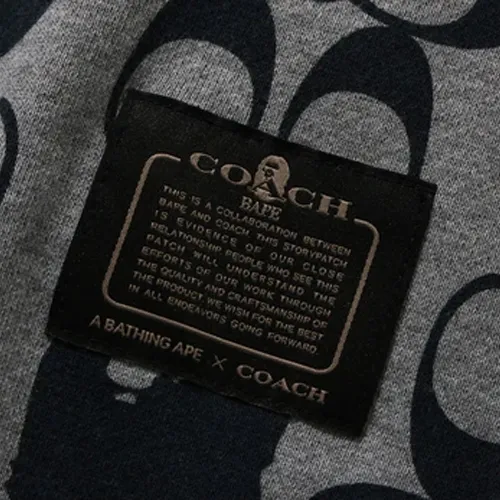 COACH
BAPE
THIS IS A COLLABORATION BETWEEN
BAPE AND COACH. THIS STORYPATCH
IS EVIDENCE OF OUR CLOSE
RELATIONSHIP. PEOPLE WHO SEE THIS
PATCH WILL UNDERSTAND THE
EFFORTS OF OUR WORK THROUGH
THE QUALITY AND CRAFTSMANSHIP OF
THE PRODUCT. WE WISH FOR THE BEST
IN ALL ENDEAVORS GOING FORWARD.
A BATHING APE × COACH